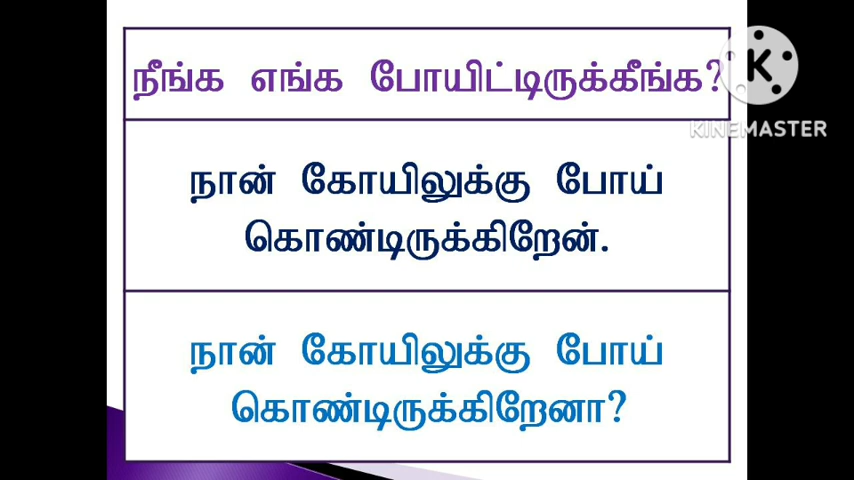 நீங்க எங்க போயிட்டிருக்கீங்க?
K
KINEMASTER
நான் கோயிலுக்கு போய்
கொண்டிருக்கிறேன்.
நான் கோயிலுக்கு போய்
கொண்டிருக்கிறேனா?